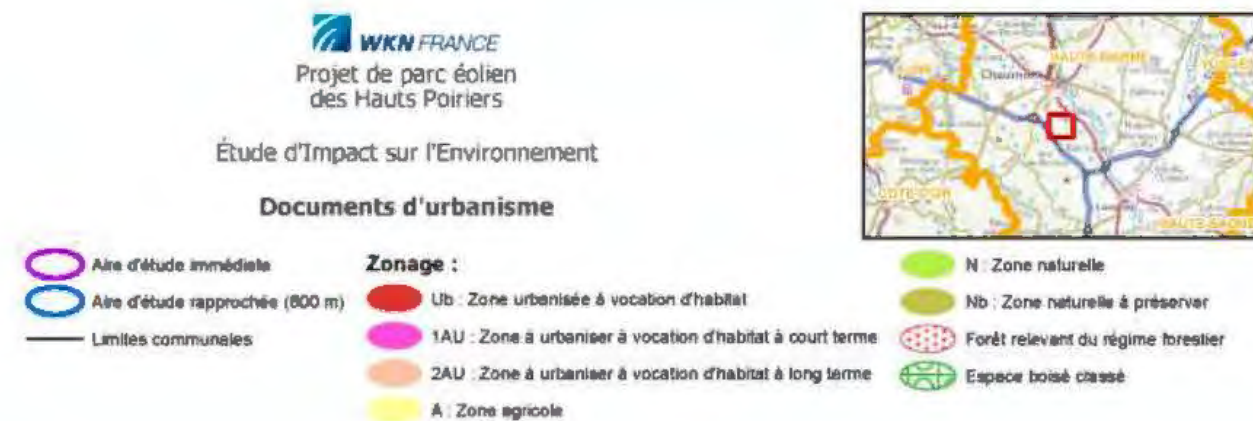 WKN FRANCE
Projet de parc éolien
des Hauts Poiriers
Étude d'Impact sur l'Environnement
Documents d'urbanisme
Aire d'étude immédiate
Aire d'étude rapprochée (600 m)
Limites communales
Zonage :
Ub : Zone urbanisée à vocation d'habitat
1AU : Zone à urbaniser à vocation d'habitat à court terme
2AU : Zone à urbaniser à vocation d'habitat à long terme
A : Zone agricole
N : Zone naturelle
Nb : Zone naturelle à préserver
Forêt relevant du régime forestier
Espace boisé classé
Chaumont
HAUTE-MARNE
CÔTE-D'OR
HAUTE-SAÔNE